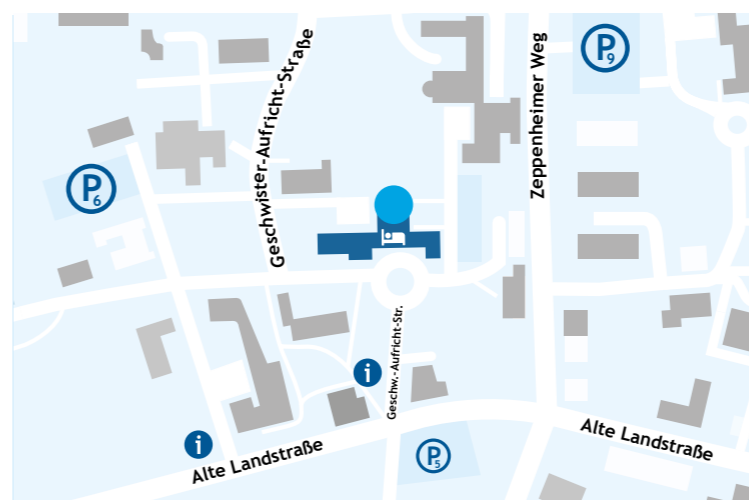 Geschwister-Aufricht-Straße
Zeppenheimer Weg
P9
P6
Geschw.-Aufricht-Str.
i
i
Alte Landstraße
P5
Alte Landstraße